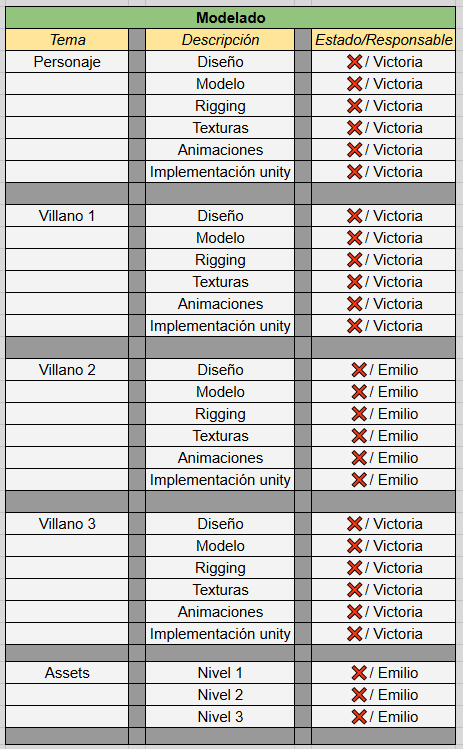 Modelado
Tema Descripción Estado/Responsable
Personaje Diseño ❌ / Victoria
Modelo ❌ / Victoria
Rigging ❌ / Victoria
Texturas ❌ / Victoria
Animaciones ❌ / Victoria
Implementación unity ❌ / Victoria
Villano 1 Diseño ❌ / Victoria
Modelo ❌ / Victoria
Rigging ❌ / Victoria
Texturas ❌ / Victoria
Animaciones ❌ / Victoria
Implementación unity ❌ / Victoria
Villano 2 Diseño ❌ / Emilio
Modelo ❌ / Emilio
Rigging ❌ / Emilio
Texturas ❌ / Emilio
Animaciones ❌ / Emilio
Implementación unity ❌ / Emilio
Villano 3 Diseño ❌ / Victoria
Modelo ❌ / Victoria
Rigging ❌ / Victoria
Texturas ❌ / Victoria
Animaciones ❌ / Victoria
Implementación unity ❌ / Victoria
Assets Nivel 1 ❌ / Emilio
Nivel 2 ❌ / Emilio
Nivel 3 ❌ / Emilio